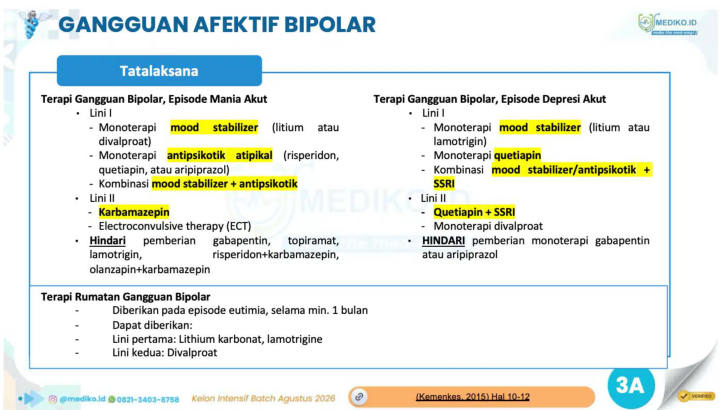 GANGGUAN AFEKTIF BIPOLAR
MEDIKO.ID
Tatalaksana
Terapi Gangguan Bipolar, Episode Mania Akut
• Lini I
- Monoterapi mood stabilizer (litium atau
divalproat)
- Monoterapi antipsikotik atipikal (risperidon,
quetiapin, atau aripiprazol)
- Kombinasi mood stabilizer + antipsikotik
• Lini II
- Karbamazepin
- Electroconvulsive therapy (ECT)
• Hindari pemberian gabapentin, topiramat,
lamotrigin, risperidon+karbamazepin,
olanzapin+karbamazepin
Terapi Gangguan Bipolar, Episode Depresi Akut
• Lini I
- Monoterapi mood stabilizer (litium atau
lamotrigin)
- Monoterapi quetiapin
- Kombinasi mood stabilizer/antipsikotik +
SSRI
• Lini II
- Quetiapin + SSRI
- Monoterapi divalproat
• HINDARI pemberian monoterapi gabapentin
atau aripiprazol
MEDIKO.ID
Terapi Rumatan Gangguan Bipolar
- Diberikan pada episode eutimia, selama min. 1 bulan
- Dapat diberikan:
- Lini pertama: Lithium karbonat, lamotrigine
- Lini kedua: Divalproat
@mediko.id 0821-3403-8758 Kelon Intensif Batch Agustus 2026
(Kemenkes, 2015) Hal 10-12
3A
VERIFIED